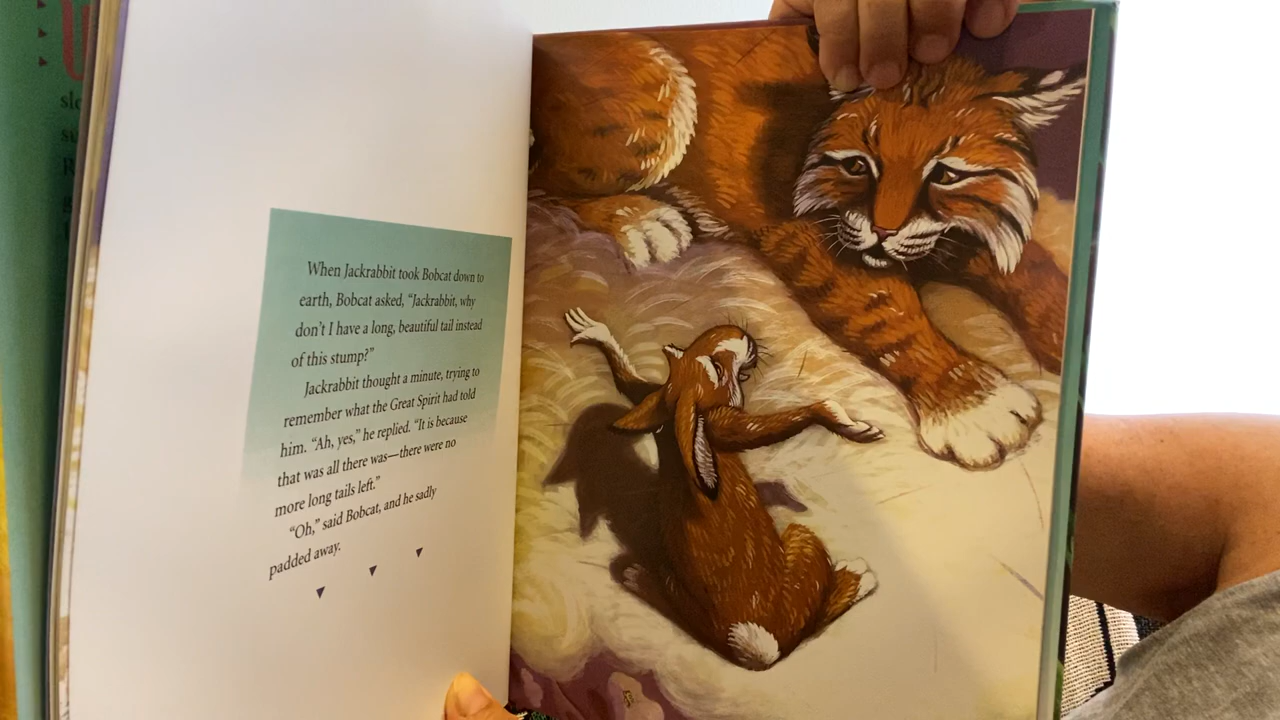 When Jackrabbit took Bobcat down to
earth, Bobcat asked, “Jackrabbit, why
don’t I have a long, beautiful tail instead
of this stump?”
Jackrabbit thought a minute, trying to
remember what the Great Spirit had told
him. “Ah, yes,” he replied. “It is because
that was all there was—there were no
more long tails left.”
“Oh,” said Bobcat, and he sadly
padded away.